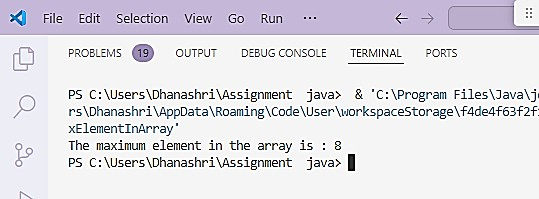 File Edit Selection View Go Run ...
PROBLEMS 19 OUTPUT DEBUG CONSOLE TERMINAL PORTS
PS C:\Users\Dhanashri\Assignment java> & 'C:\Program Files\Java\
rs\Dhanashri\AppData\Roaming\Code\User\workspaceStorage\f4de4f63f2f
xElementInArray'
The maximum element in the array is : 8
PS C:\Users\Dhanashri\Assignment java>